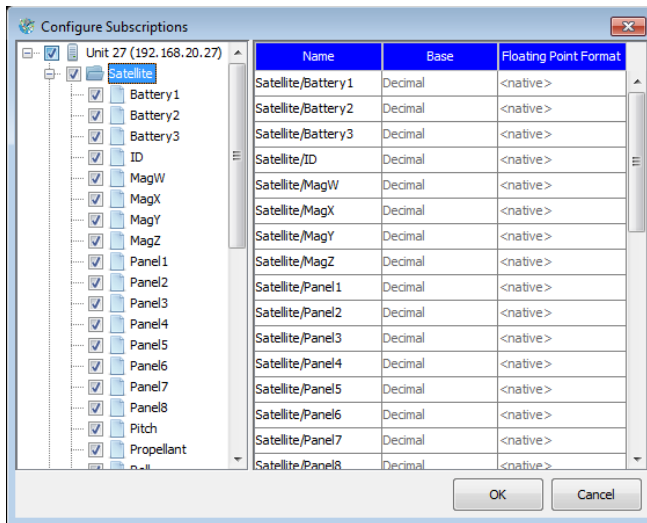 Configure Subscriptions
Unit 27 (192.168.20.27)
Satellite
Battery1
Battery2
Battery3
ID
MagW
MagX
MagY
MagZ
Panel1
Panel2
Panel3
Panel4
Panel5
Panel6
Panel7
Panel8
Pitch
Propellant
Name Base Floating Point Format
Satellite/Battery1 Decimal <native>
Satellite/Battery2 Decimal <native>
Satellite/Battery3 Decimal <native>
Satellite/ID Decimal <native>
Satellite/MagW Decimal <native>
Satellite/MagX Decimal <native>
Satellite/MagY Decimal <native>
Satellite/MagZ Decimal <native>
Satellite/Panel1 Decimal <native>
Satellite/Panel2 Decimal <native>
Satellite/Panel3 Decimal <native>
Satellite/Panel4 Decimal <native>
Satellite/Panel5 Decimal <native>
Satellite/Panel6 Decimal <native>
Satellite/Panel7 Decimal <native>
Satellite/Panel8 Decimal <native>
OK Cancel